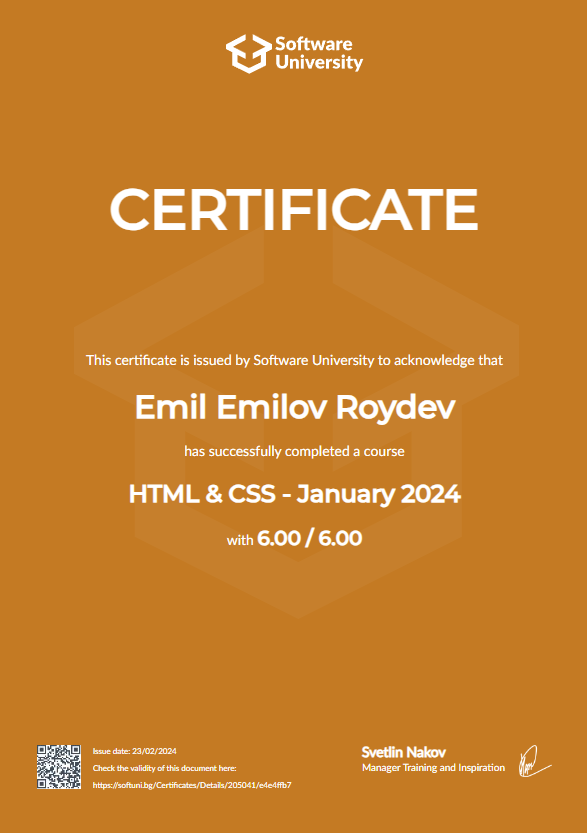 Software
University
CERTIFICATE
This certificate is issued by Software University to acknowledge that
Emil Emilov Roydev
has successfully completed a course
HTML & CSS - January 2024
with 6.00 / 6.00
Issue date: 23/02/2024
Check the validity of this document here:
https://softuni.bg/Certificates/Details/205041/e4e4ffb7
Svetlin Nakov
Manager Training and Inspiration